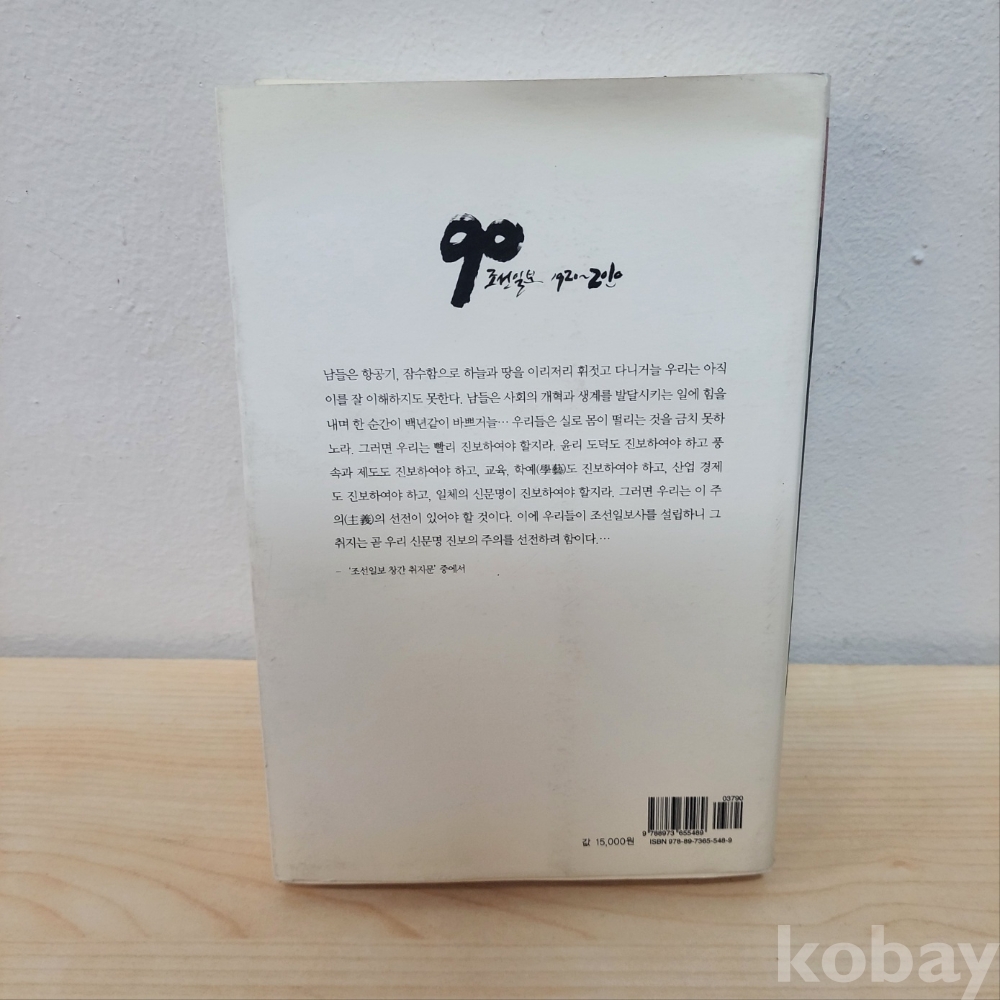 90
조선일보 1920~2010
남들은 항공기, 잠수함으로 하늘과 땅을 이리저리 휘젓고 다니거늘 우리는 아직
이를 잘 이해하지도 못한다. 남들은 사회의 개혁과 생계를 발달시키는 일에 힘을
내며 한 순간이 백년같이 바쁘거늘… 우리들은 실로 몸이 떨리는 것을 금치 못하
노라. 그러면 우리는 빨리 진보하여야 할지라. 윤리 도덕도 진보하여야 하고 풍
속과 제도도 진보하여야 하고, 교육, 학예(學藝)도 진보하여야 하고, 산업 경제
도 진보하여야 하고, 일체의 신문명이 진보하여야 할지라. 그러면 우리는 이 주
의(主義)의 선전이 있어야 할 것이다. 이에 우리들이 조선일보사를 설립하니 그
취지는 곧 우리 신문명 진보의 주의를 선전하려 함이다.…
- '조선일보 창간 취지문' 중에서
03790
9 788973 655489
값 15,000원
ISBN 978-89-7365-548-9
kobay